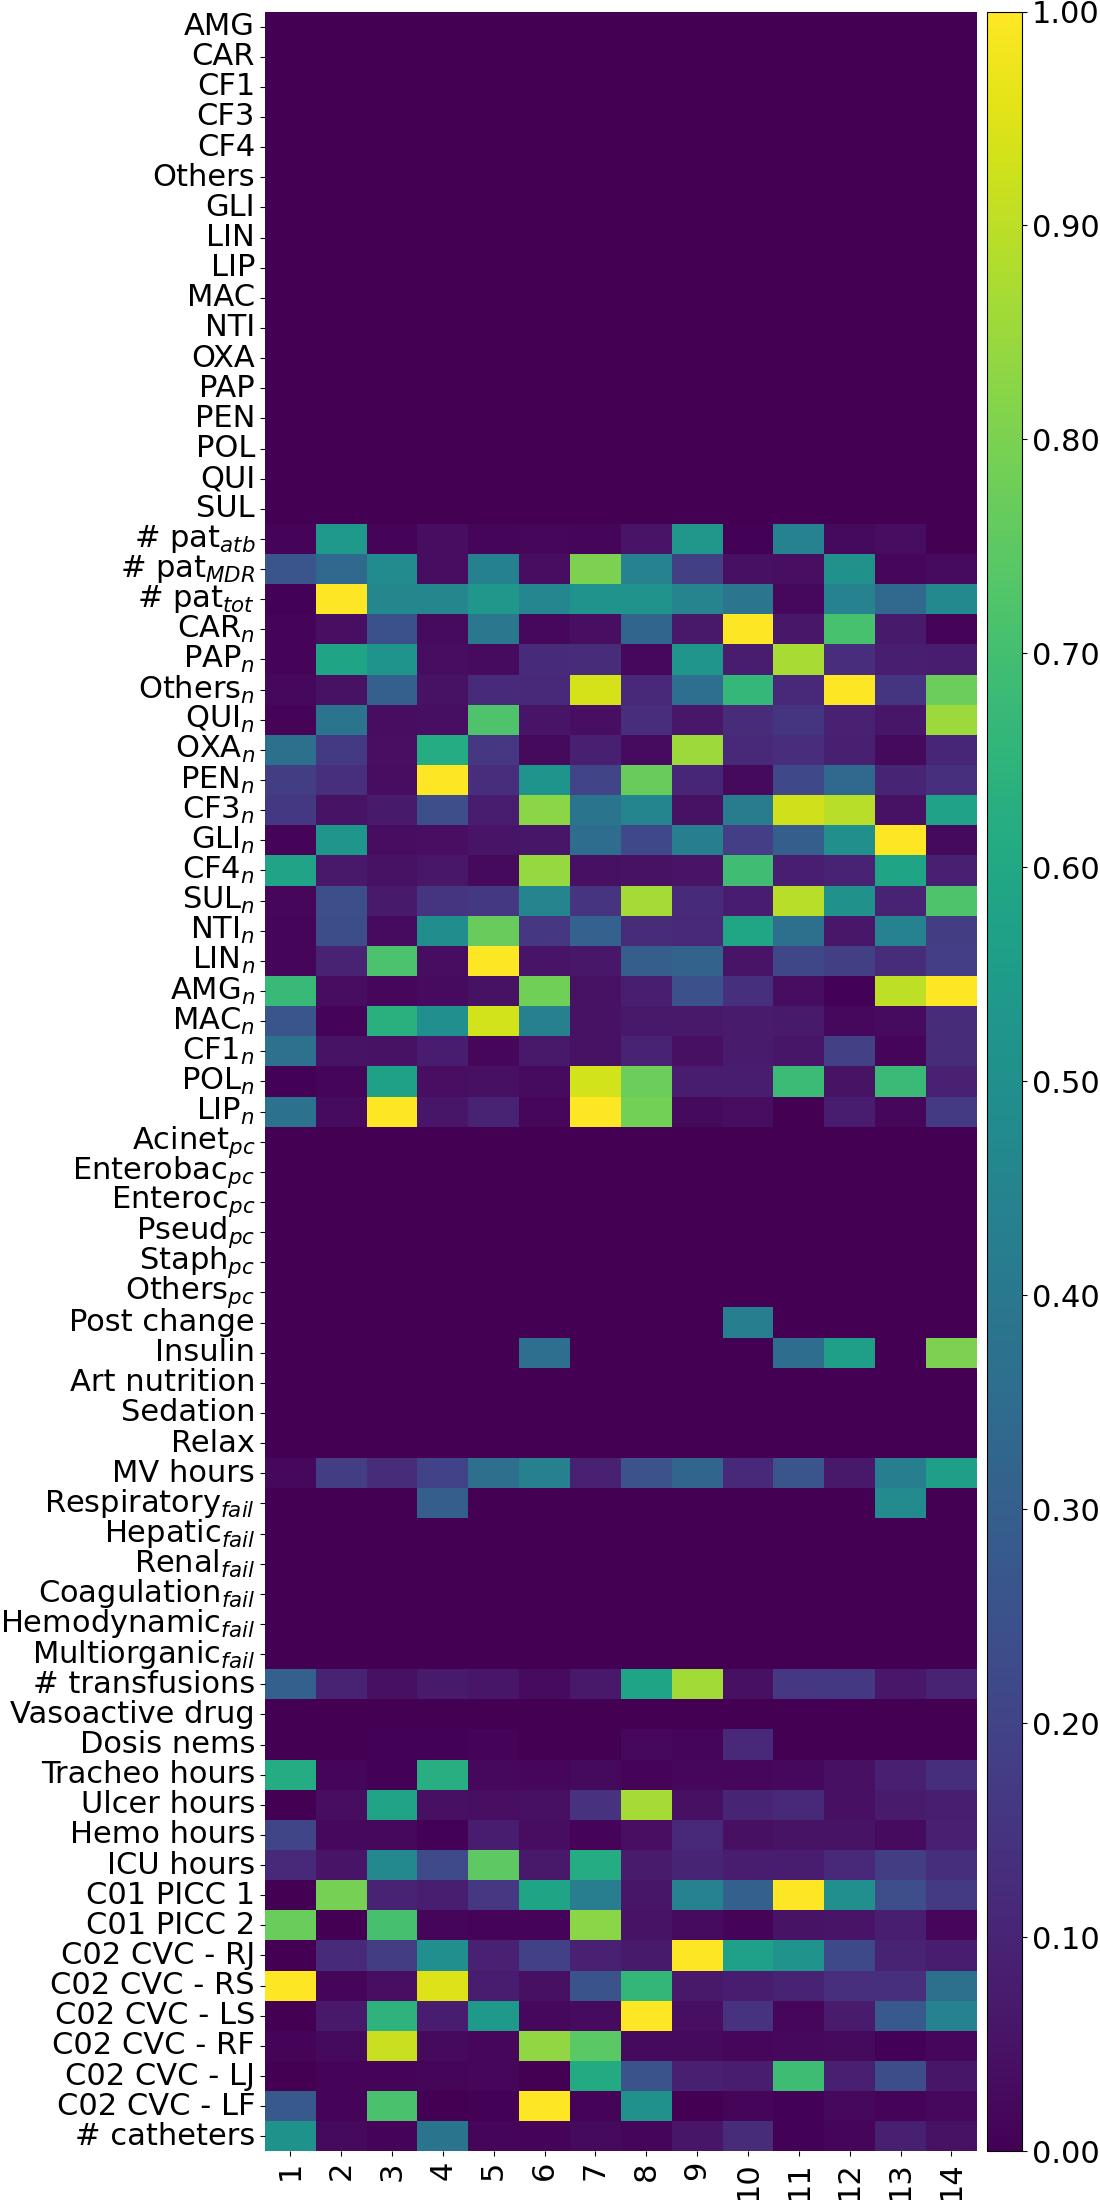 AMG
CAR
CF1
CF3
CF4
Others
GLI
LIN
LIP
MAC
NTI
OXA
PAP
PEN
POL
QUI
SUL
# pat_atb
# pat_MDR
# pat_tot
CAR_n
PAP_n
Others_n
QUI_n
OXA_n
PEN_n
CF3_n
GLI_n
CF4_n
SUL_n
NTI_n
LIN_n
AMG_n
MAC_n
CF1_n
POL_n
LIP_n
Acinet_pc
Enterobac_pc
Enteroc_pc
Pseud_pc
Staph_pc
Others_pc
Post change
Insulin
Art nutrition
Sedation
Relax
MV hours
Respiratory_fail
Hepatic_fail
Renal_fail
Coagulation_fail
Hemodynamic_fail
Multiorganic_fail
# transfusions
Vasoactive drug
Dosis nems
Tracheo hours
Ulcer hours
Hemo hours
ICU hours
C01 PICC 1
C01 PICC 2
C02 CVC - RJ
C02 CVC - RS
C02 CVC - LS
C02 CVC - RF
C02 CVC - LJ
C02 CVC - LF
# catheters
1 2 3 4 5 6 7 8 9 10 11 12 13 14
1.00
0.90
0.80
0.70
0.60
0.50
0.40
0.30
0.20
0.10
0.00